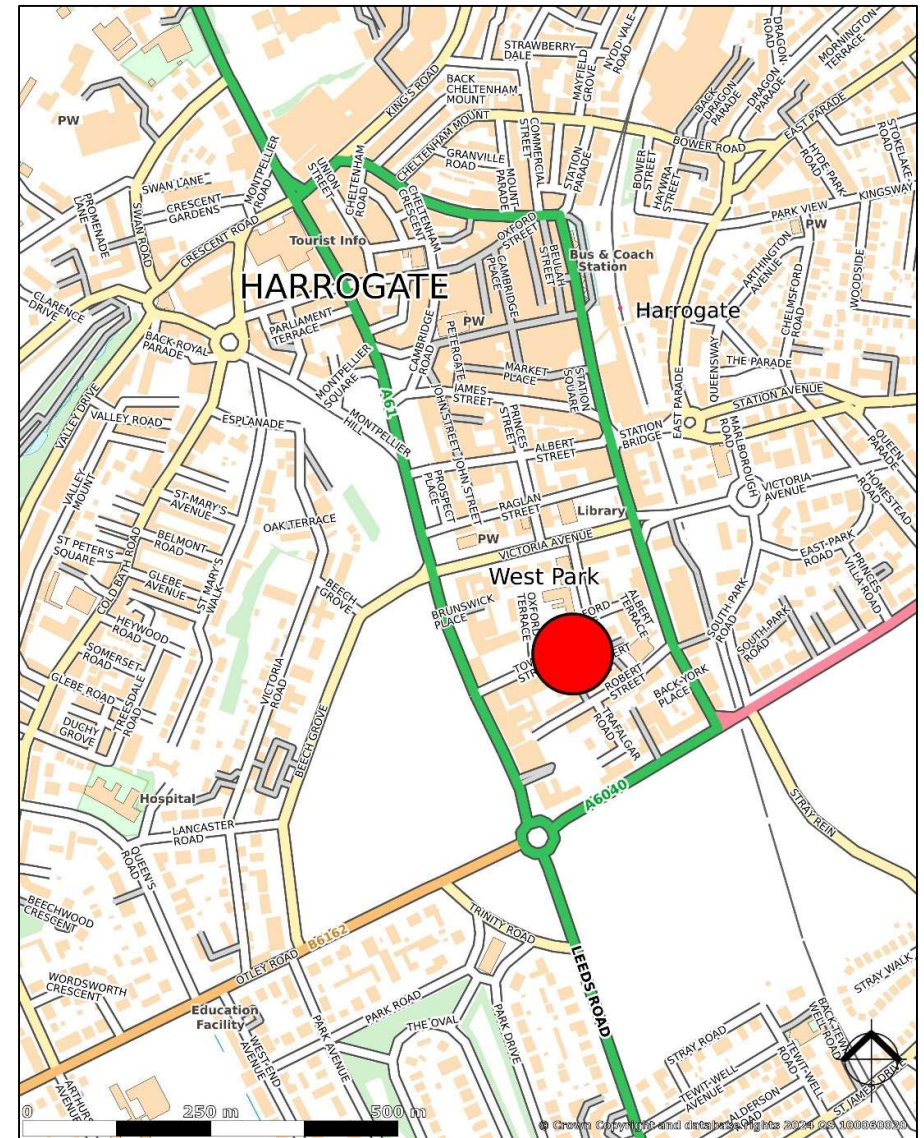 STRAWBERRY
DALE
NYDD-VALE
ROAD
DRAGON
PARADE
MORNINGTON
TERRACE
BACK
DRAGON
PARADE
DRAGON
PARADE
MAYFIELD
GROVE
KING'S ROAD
BACK
CHELTENHAM
MOUNT
PW
EAST PARADE
STOKELAKE
ROAD
CHELTENHAM MOUNT
COMMERCIAL
STREET
BOWER ROAD
HYDE-PARK
ROAD
GRANVILLE
ROAD
MOUNT
PARADE
STATION
PARADE
BOWER
STREET
HAYWRA
STREET
KINGSWAY
SWAN LANE
MONTPELLIER
ROAD
UNION
STREET
CHELTENHAM
ROAD
CHELTENHAM
CRESCENT
PROMENADE
LANE
SWAN ROAD
CRESCENT
GARDENS
PARK VIEW
PW
CRESCENT ROAD
Tourist Info
OXFORD
STREET
CAMBRIDGE
PLACE
BEULAH
STREET
Bus & Coach
Station
ARTHINGTON
AVENUE
CHELMSFORD
ROAD
WOODSIDE
HARROGATE
Harrogate
CLARENCE
DRIVE
PARLIAMENT
TERRACE
PW
BACK-ROYAL
PARADE
CAMBRIDGE
ROAD
PETERGATE
MARKET
PLACE
STATION
SQUARE
THE PARADE
QUEENSWAY
MONTPELLIER
SQUARE
JAMES
STREET
STATION AVENUE
VALLEY DRIVE
A61
JOHN STREET
PRINCES
STREET
EAST PARADE
VALLEY ROAD
ESPLANADE
MONTPELLIER
HILL
ALBERT
STREET
STATION
BRIDGE
MARLBOROUGH
ROAD
QUEEN
PARADE
VALLEY
MOUNT
PROSPECT
PLACE
JOHN STREET
VICTORIA
AVENUE
HOMESTEAD
ROAD
ST-MARY'S
AVENUE
RAGLAN
STREET
Library
OAK TERRACE
BELMONT
ROAD
ST PETER'S
SQUARE
PW
VICTORIA AVENUE
EAST-PARK
ROAD
COLD BATH ROAD
GLEBE
AVENUE
ST MARY'S
WALK
BEECH
GROVE
West Park
PRINCES
VILLA ROAD
HEYWOOD
ROAD
BRUNSWICK
PLACE
OXFORD
TERRACE
FORD
ALBERT
TERRACE
SOUTH PARK
ROAD
SOUTH-PARK
ROAD
SOMERSET
ROAD
TOW
STR
ERT
ROBERT
STREET
GLEBE ROAD
TREESDALE
ROAD
VICTORIA
ROAD
BACK-YORK
PLACE
DUCHY
GROVE
TRAFALGAR
ROAD
BEECH GROVE
Hospital
A6040
STRAY REIN
LANCASTER
ROAD
QUEEN'S
ROAD
BEECHWOOD
CRESCENT
TRINITY ROAD
B6162
OTLEY ROAD
LEEDS ROAD
WORDSWORTH
CRESCENT
STRAY WALK
Education
Facility
PARK ROAD
THE OVAL
PARK DRIVE
PARK AVENUE
WEST-END
AVENUE
STRAY ROAD
BACK-TEWIT
WELL-ROAD
TEWIT-WELL
AVENUE
TEWIT-WELL
ROAD
ARTHURS
AVENUE
ALDERSON
ROAD
ST JAMES DRIVE
0 250 m 500 m
© Crown Copyright and database rights 2024 OS 100060820